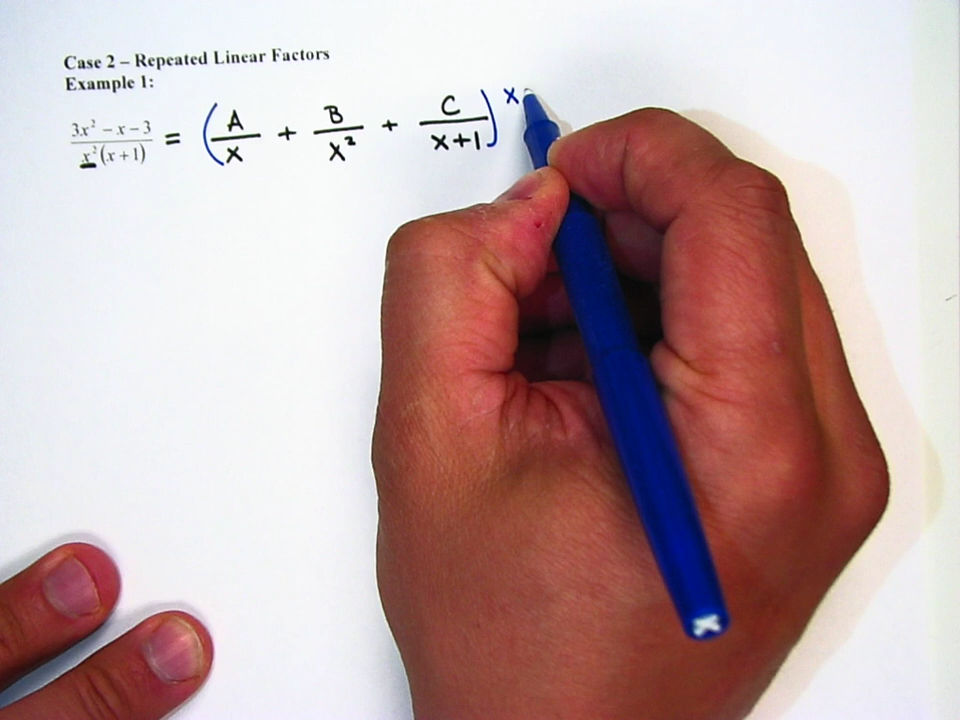 Case 2 – Repeated Linear Factors
Example 1:
3x² – x – 3 / x²(x + 1) = (A/x + B/x² + C/x+1) x